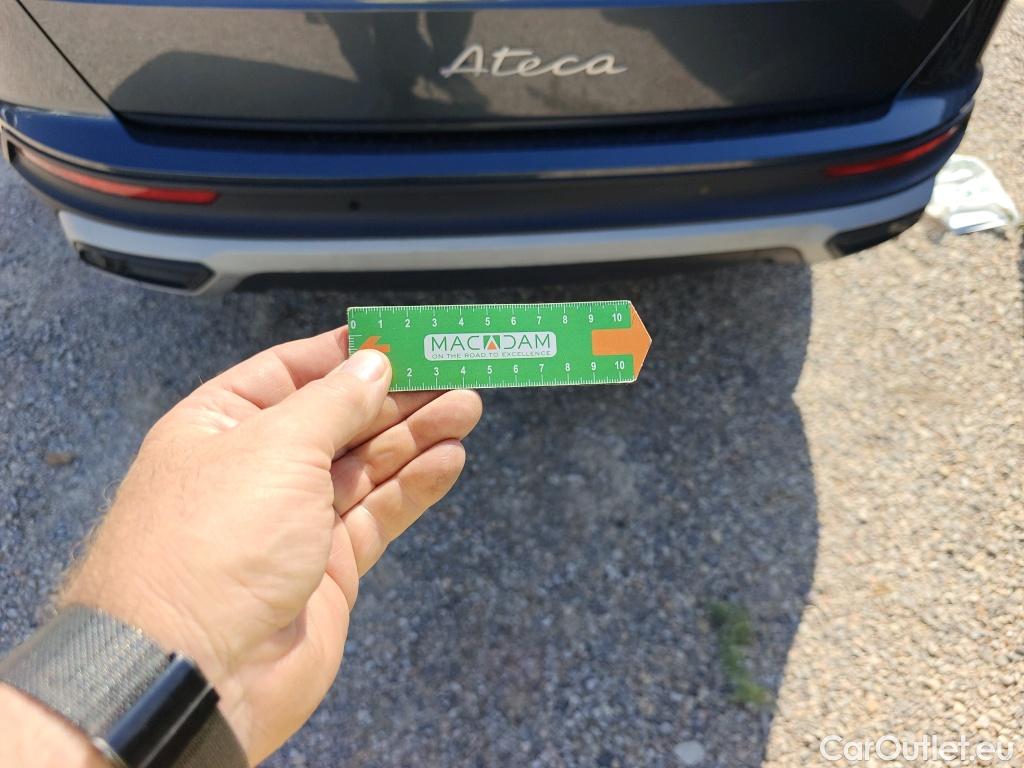 Ateca
0 1 2 3 4 5 6 7 8 9 10
MACADAM
ON THE ROAD TO EXCELLENCE
2 3 4 5 6 7 8 9 10
CarOutlet.eu